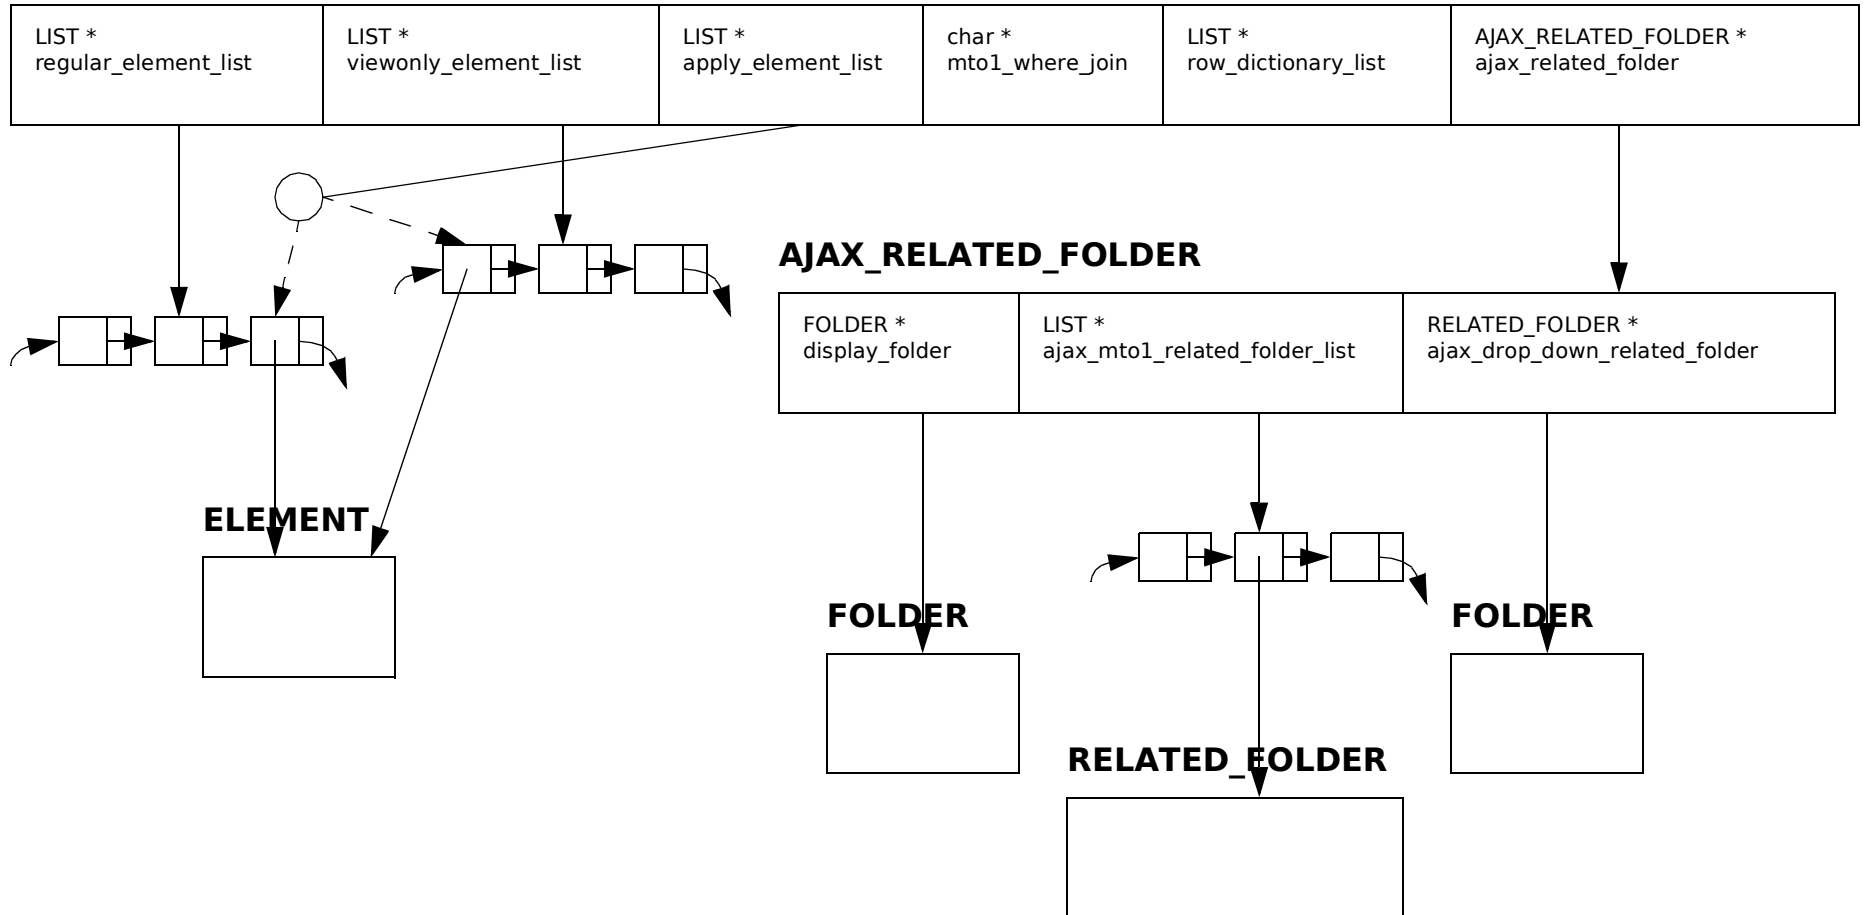 LIST *
regular_element_list
LIST *
viewonly_element_list
LIST *
apply_element_list
char *
mto1_where_join
LIST *
row_dictionary_list
AJAX_RELATED_FOLDER *
ajax_related_folder
AJAX_RELATED_FOLDER
FOLDER *
display_folder
LIST *
ajax_mto1_related_folder_list
RELATED_FOLDER *
ajax_drop_down_related_folder
ELEMENT
FOLDER
FOLDER
RELATED_FOLDER